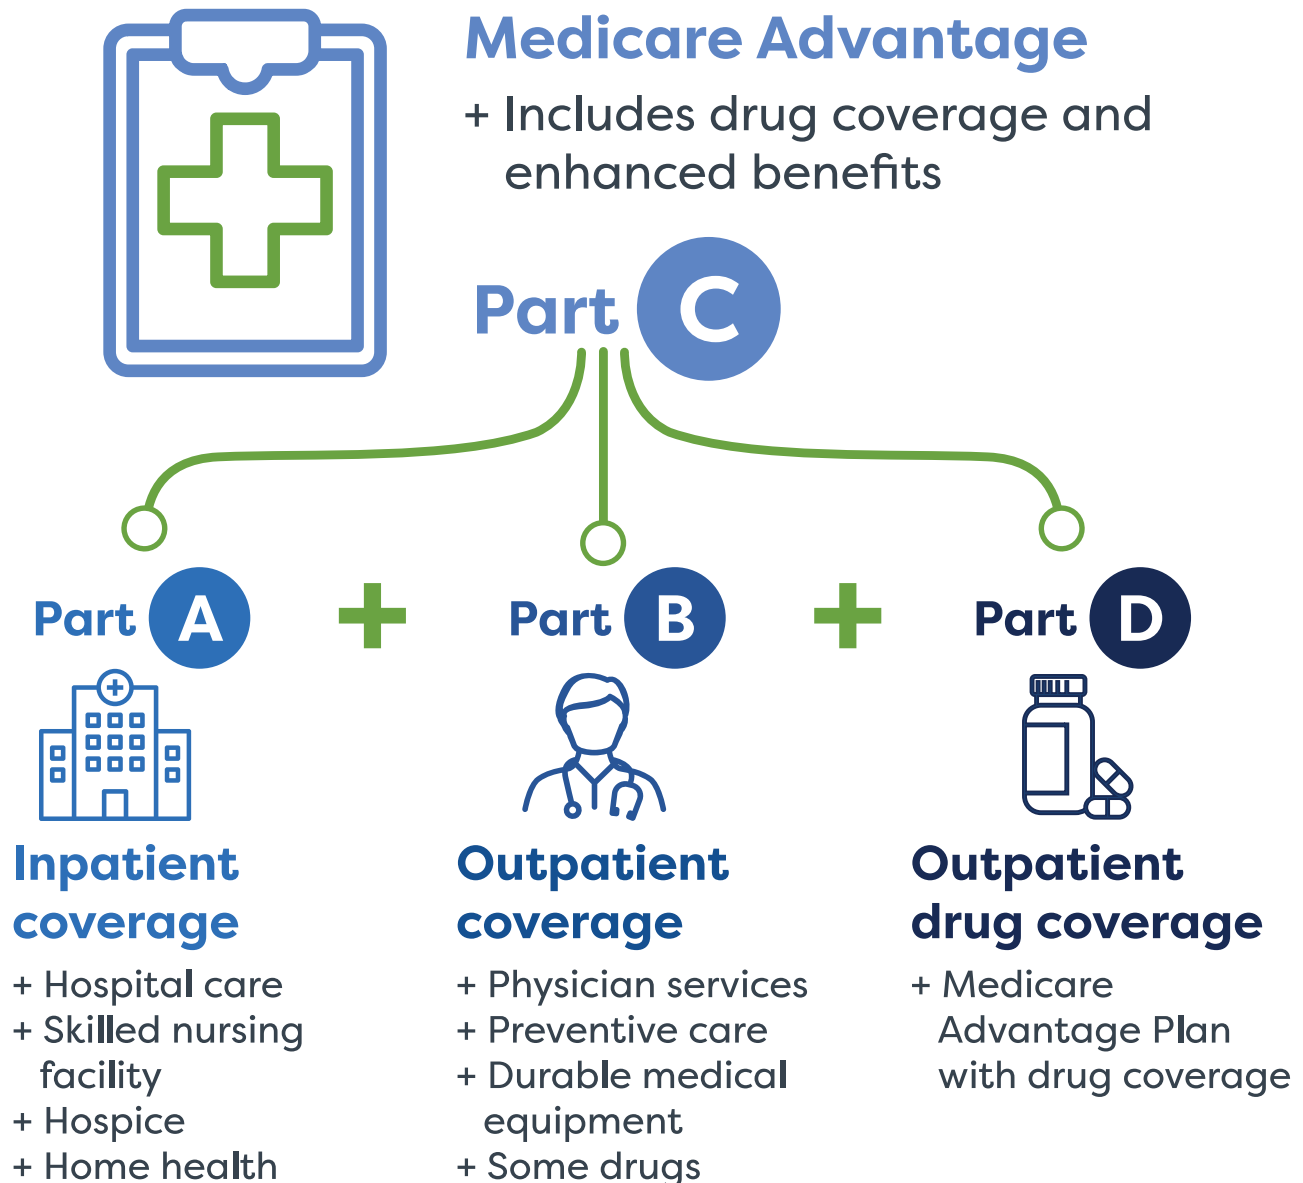 Medicare Advantage
+ Includes drug coverage and
enhanced benefits
Part C
Part A
+
Part B
+
Part D
Inpatient
coverage
+ Hospital care
+ Skilled nursing
facility
+ Hospice
+ Home health
Outpatient
coverage
+ Physician services
+ Preventive care
+ Durable medical
equipment
+ Some drugs
Outpatient
drug coverage
+ Medicare
Advantage Plan
with drug coverage